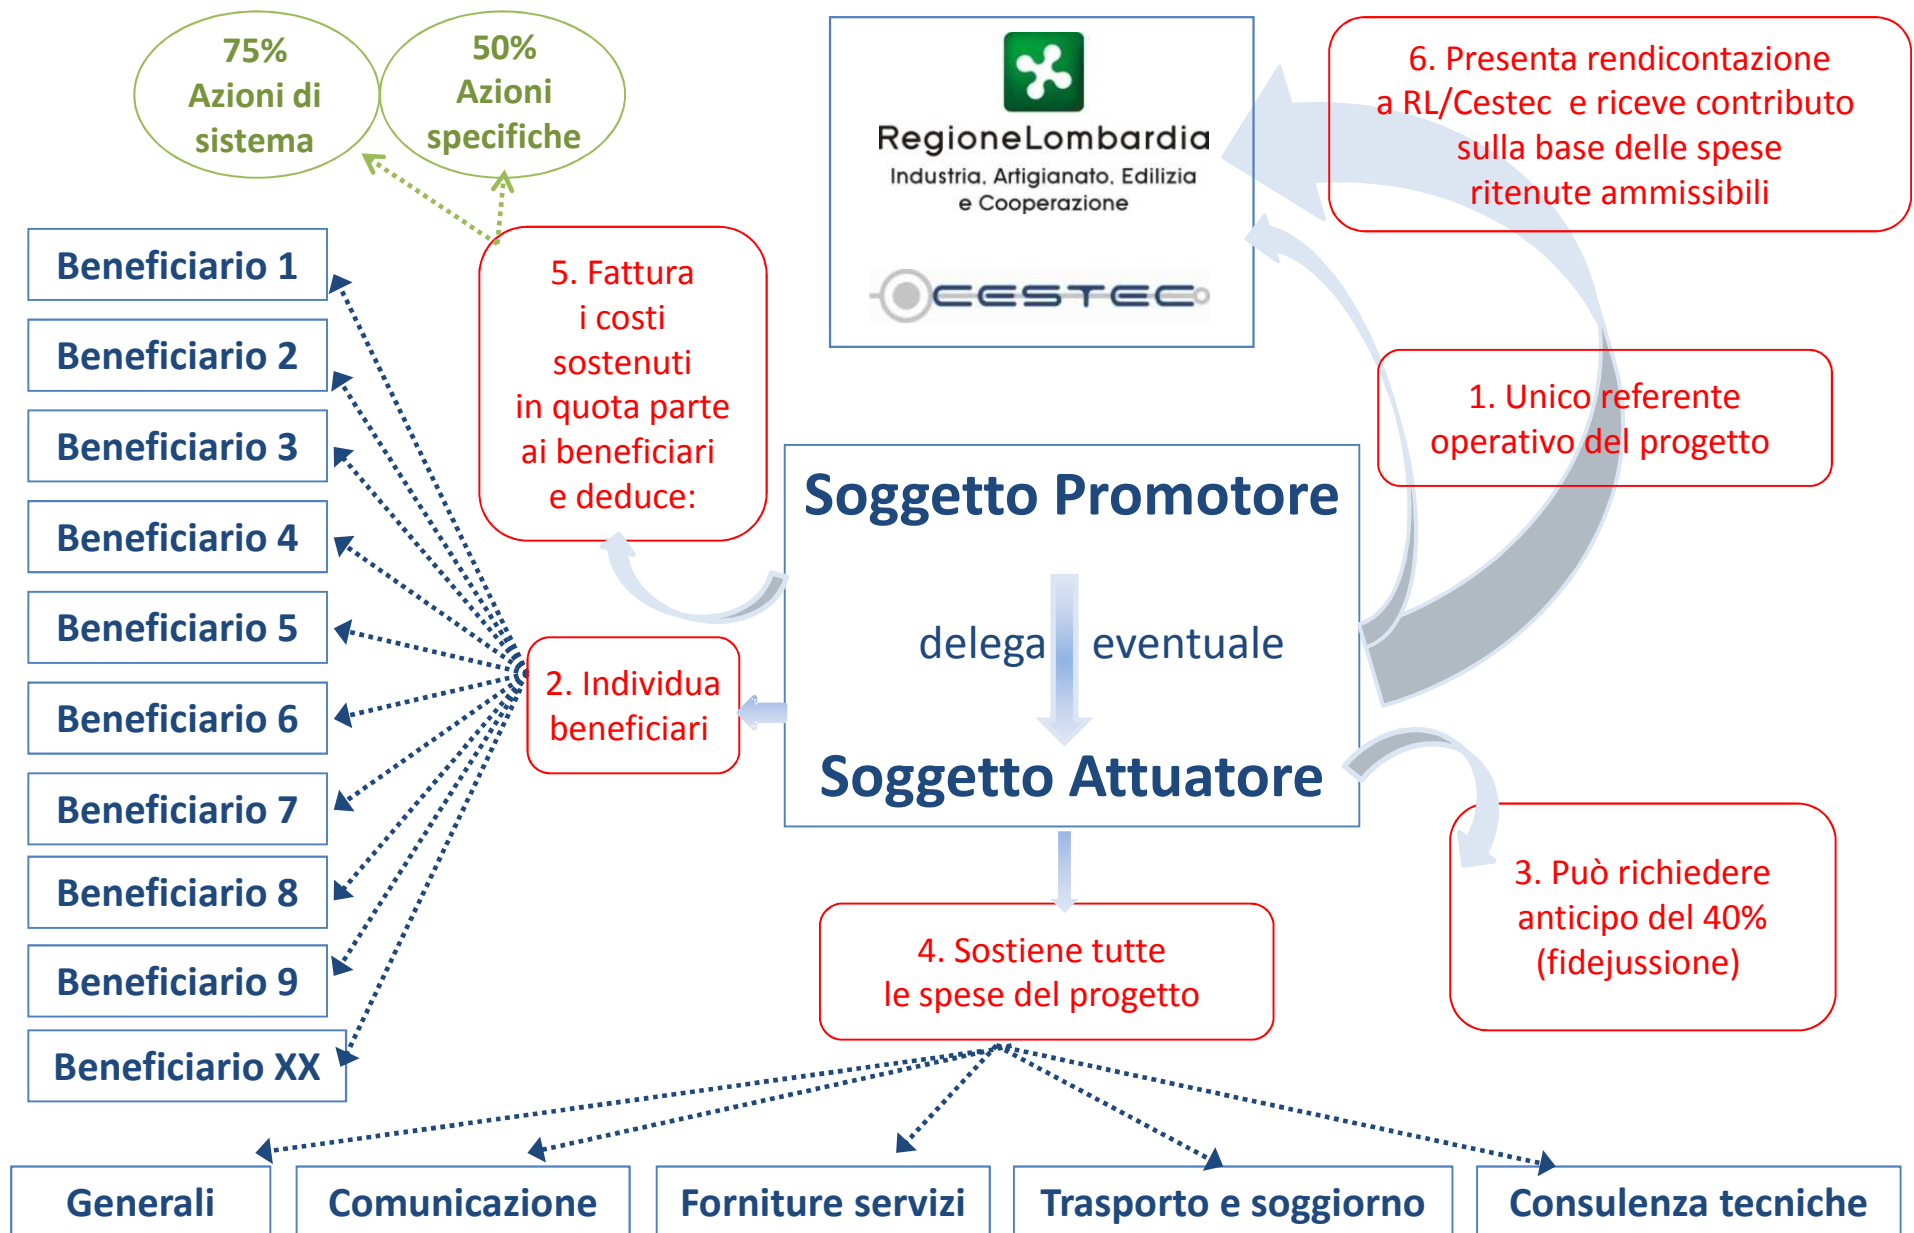 75%
Azioni di
sistema
50%
Azioni
specifiche
RegioneLombardia
Industria, Artigianato, Edilizia
e Cooperazione
CESTEC
6. Presenta rendicontazione
a RL/Cestec e riceve contributo
sulla base delle spese
ritenute ammissibili
Beneficiario 1
Beneficiario 2
Beneficiario 3
Beneficiario 4
Beneficiario 5
Beneficiario 6
Beneficiario 7
Beneficiario 8
Beneficiario 9
Beneficiario XX
5. Fattura
i costi
sostenuti
in quota parte
ai beneficiari
e deduce:
1. Unico referente
operativo del progetto
Soggetto Promotore
delega eventuale
Soggetto Attuatore
2. Individua
beneficiari
3. Può richiedere
anticipo del 40%
(fidejussione)
4. Sostiene tutte
le spese del progetto
Generali
Comunicazione
Forniture servizi
Trasporto e soggiorno
Consulenza tecniche